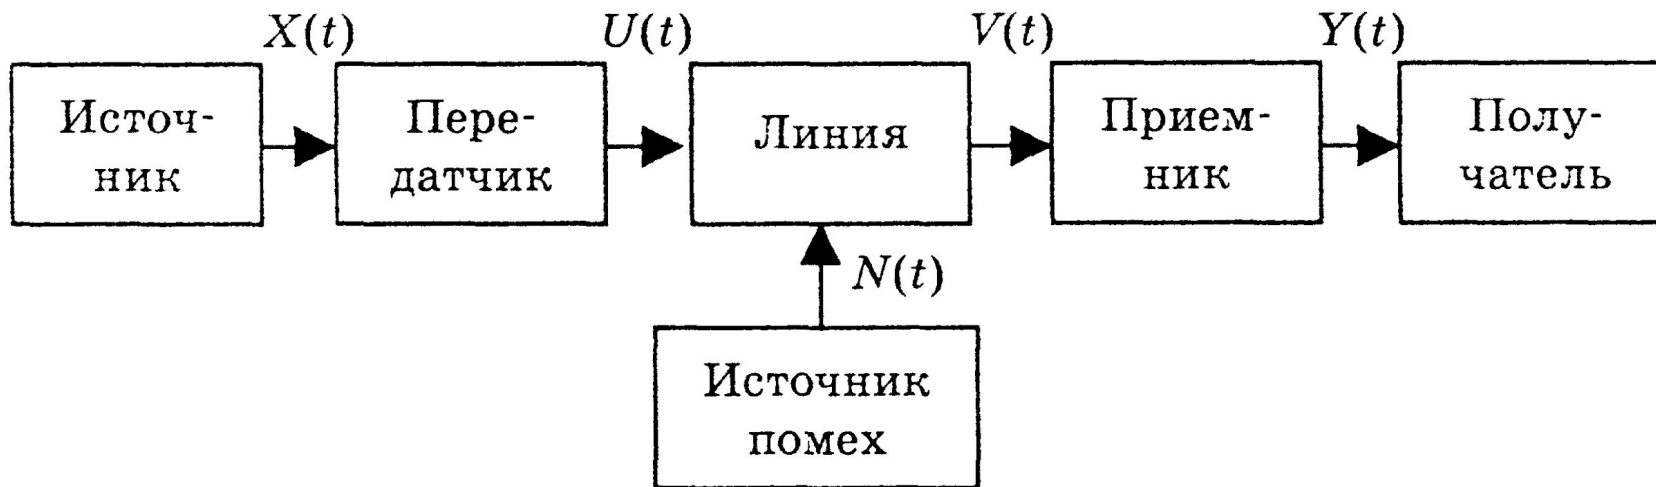 X(t) U(t) V(t) Y(t)
Источ-
ник
Пере-
датчик
Линия
Прием-
ник
Полу-
чатель
N(t)
Источник
помех